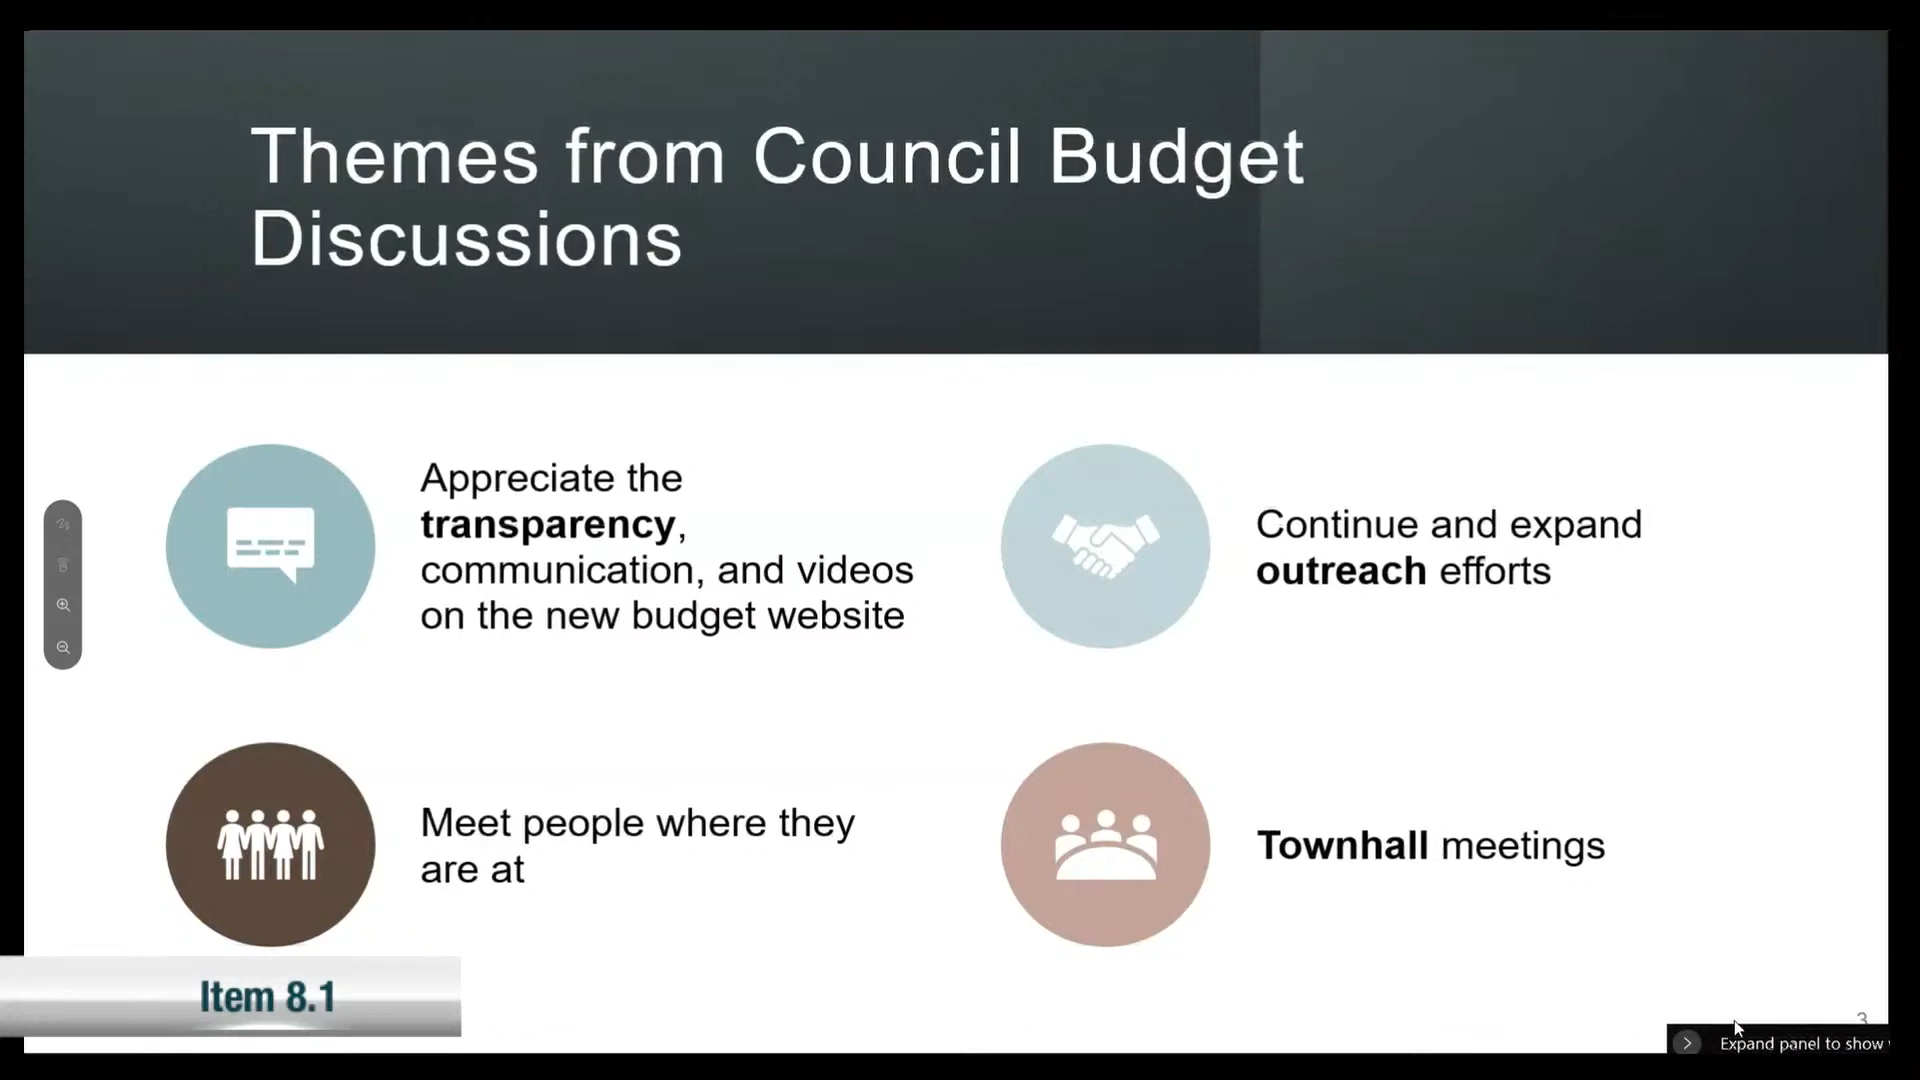 Themes from Council Budget
Discussions
Appreciate the
transparency,
communication, and videos
on the new budget website
Continue and expand
outreach efforts
Meet people where they
are at
Townhall meetings
Item 8.1
3
Expand panel to show